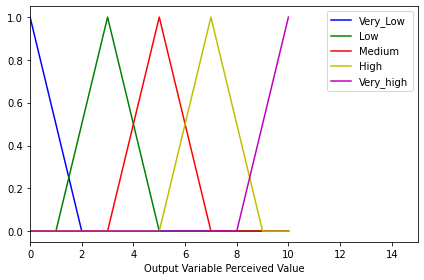 1.0
0.8
0.6
0.4
0.2
0.0
0 2 4 6 8 10 12 14
Output Variable Perceived Value
Very_Low
Low
Medium
High
Very_high